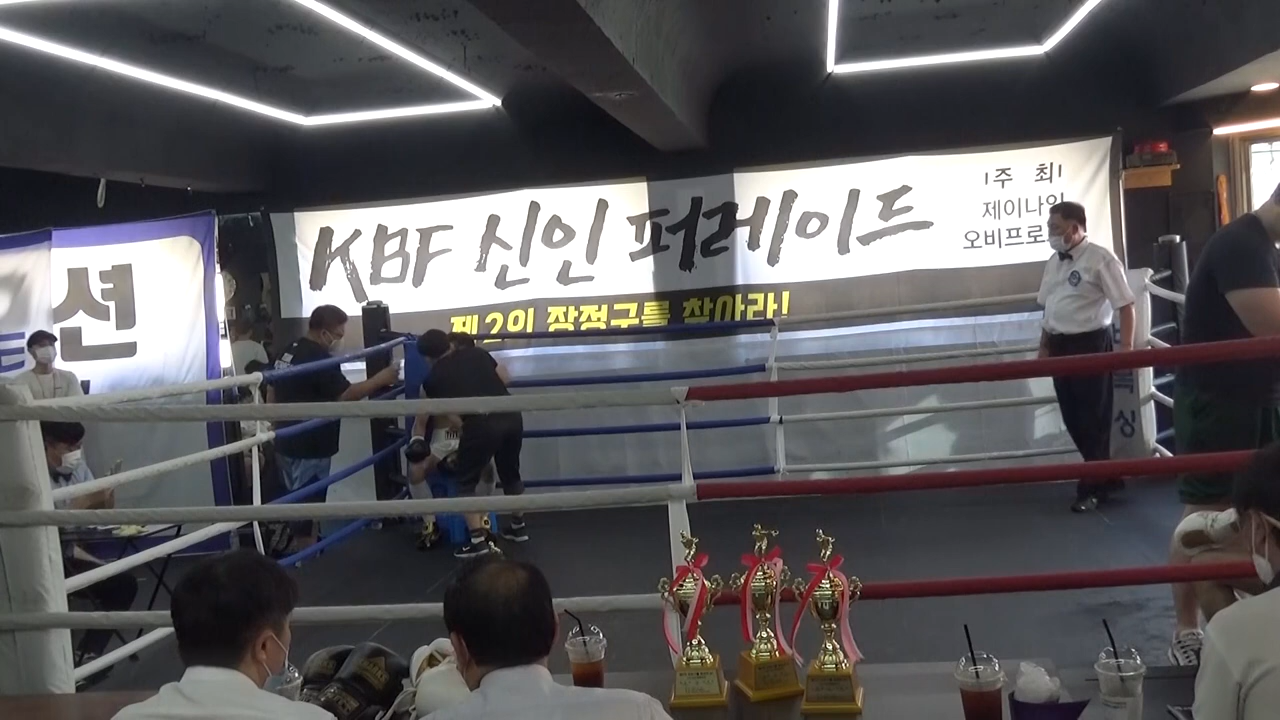 션
KBF 신인 퍼레이드
제2의 장정구를 찾아라!
주 최
제이나인
오비프로
싱